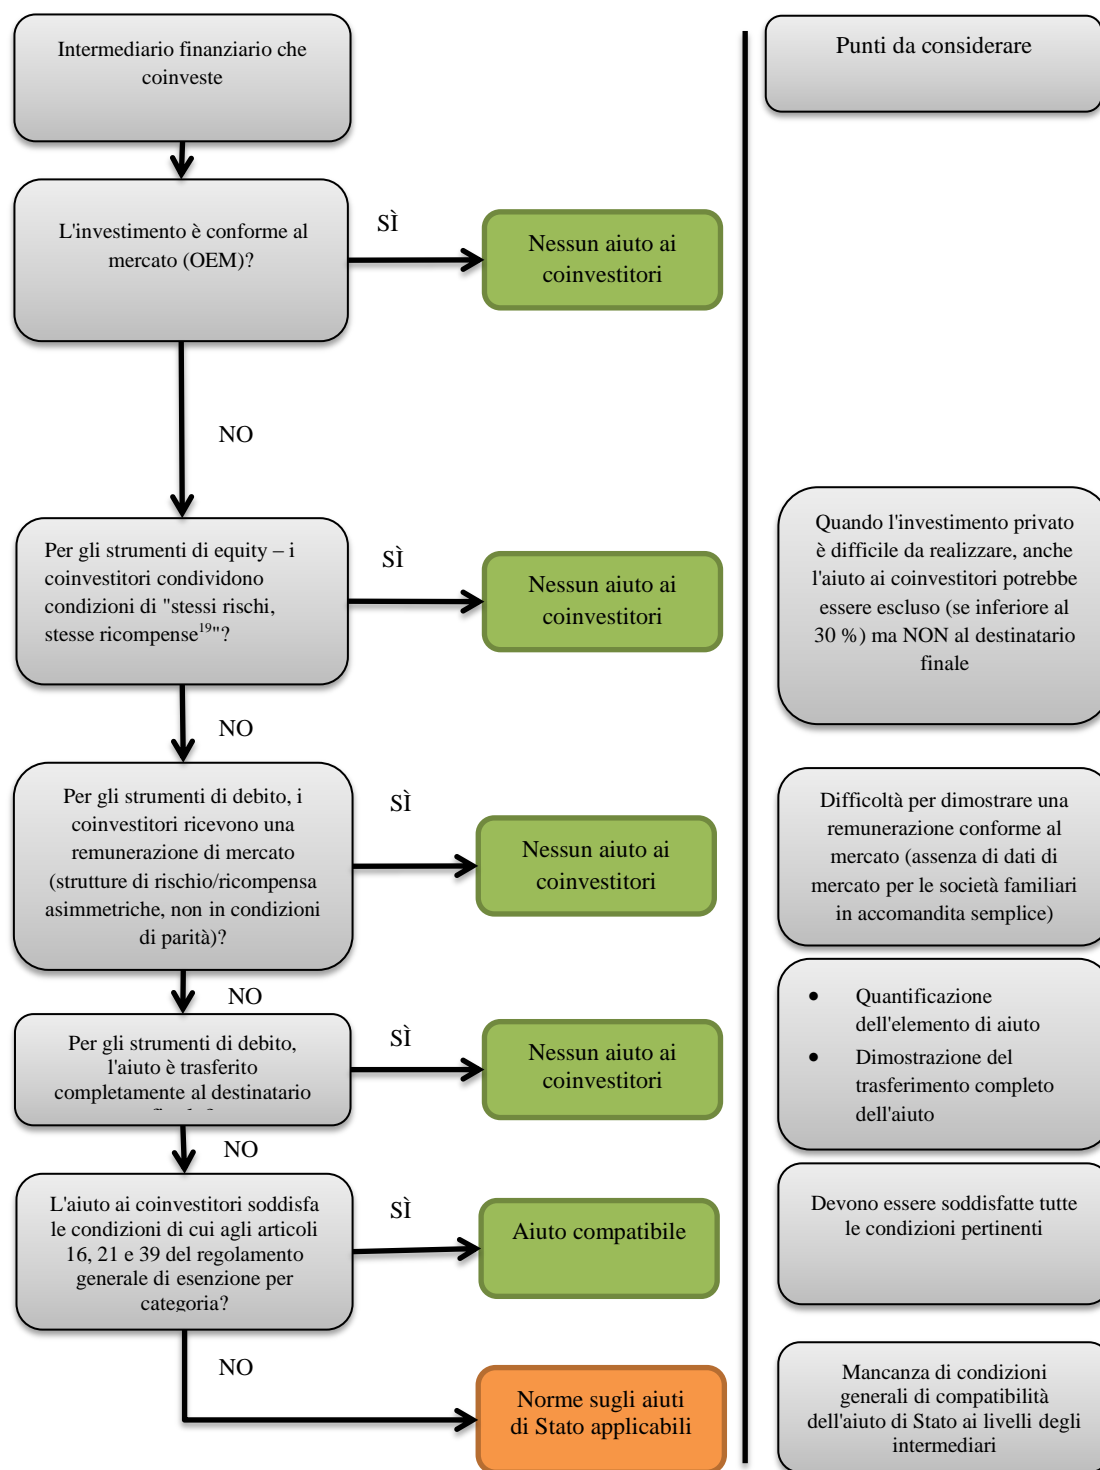 Intermediario finanziario che
coinveste
Punti da considerare
L'investimento è conforme al
mercato (OEM)?
SÌ
Nessun aiuto ai
coinvestitori
NO
Per gli strumenti di equity – i
coinvestitori condividono
condizioni di "stessi rischi,
stesse ricompense19"?
SÌ
Nessun aiuto ai
coinvestitori
Quando l'investimento privato
è difficile da realizzare, anche
l'aiuto ai coinvestitori potrebbe
essere escluso (se inferiore al
30 %) ma NON al destinatario
finale
NO
Per gli strumenti di debito, i
coinvestitori ricevono una
remunerazione di mercato
(strutture di rischio/ricompensa
asimmetriche, non in condizioni
di parità)?
SÌ
Nessun aiuto ai
coinvestitori
Difficoltà per dimostrare una
remunerazione conforme al
mercato (assenza di dati di
mercato per le società familiari
in accomandita semplice)
NO
Per gli strumenti di debito,
l'aiuto è trasferito
completamente al destinatario
SÌ
Nessun aiuto ai
coinvestitori
• Quantificazione
dell'elemento di aiuto
• Dimostrazione del
trasferimento completo
dell'aiuto
NO
L'aiuto ai coinvestitori soddisfa
le condizioni di cui agli articoli
16, 21 e 39 del regolamento
generale di esenzione per
categoria?
SÌ
Aiuto compatibile
Devono essere soddisfatte tutte
le condizioni pertinenti
NO
Norme sugli aiuti
di Stato applicabili
Mancanza di condizioni
generali di compatibilità
dell'aiuto di Stato ai livelli degli
intermediari